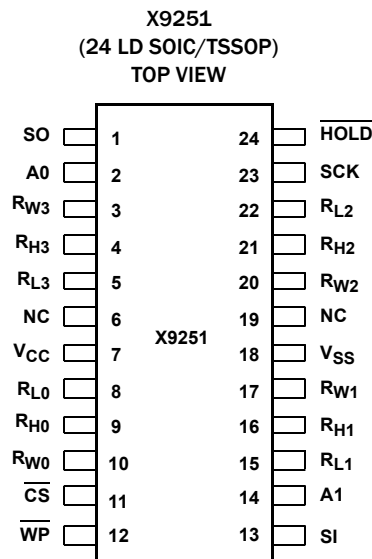 X9251
(24 LD SOIC/TSSOP)
TOP VIEW
SO 1 24 HOLD
A0 2 23 SCK
RW3 3 22 RL2
RH3 4 21 RH2
RL3 5 20 RW2
NC 6 19 NC
X9251
VCC 7 18 VSS
RL0 8 17 RW1
RH0 9 16 RH1
RW0 10 15 RL1
CS 11 14 A1
WP 12 13 SI